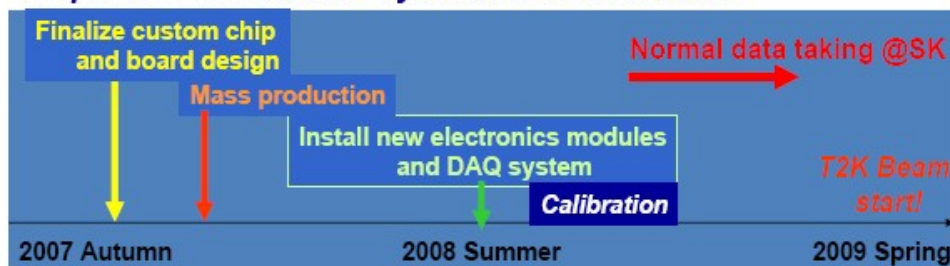 Finalize custom chip
and board design
Normal data taking @SK
Mass production
Install new electronics modules
and DAQ system
T2K Beam
start!
Calibration
2007 Autumn
2008 Summer
2009 Spring